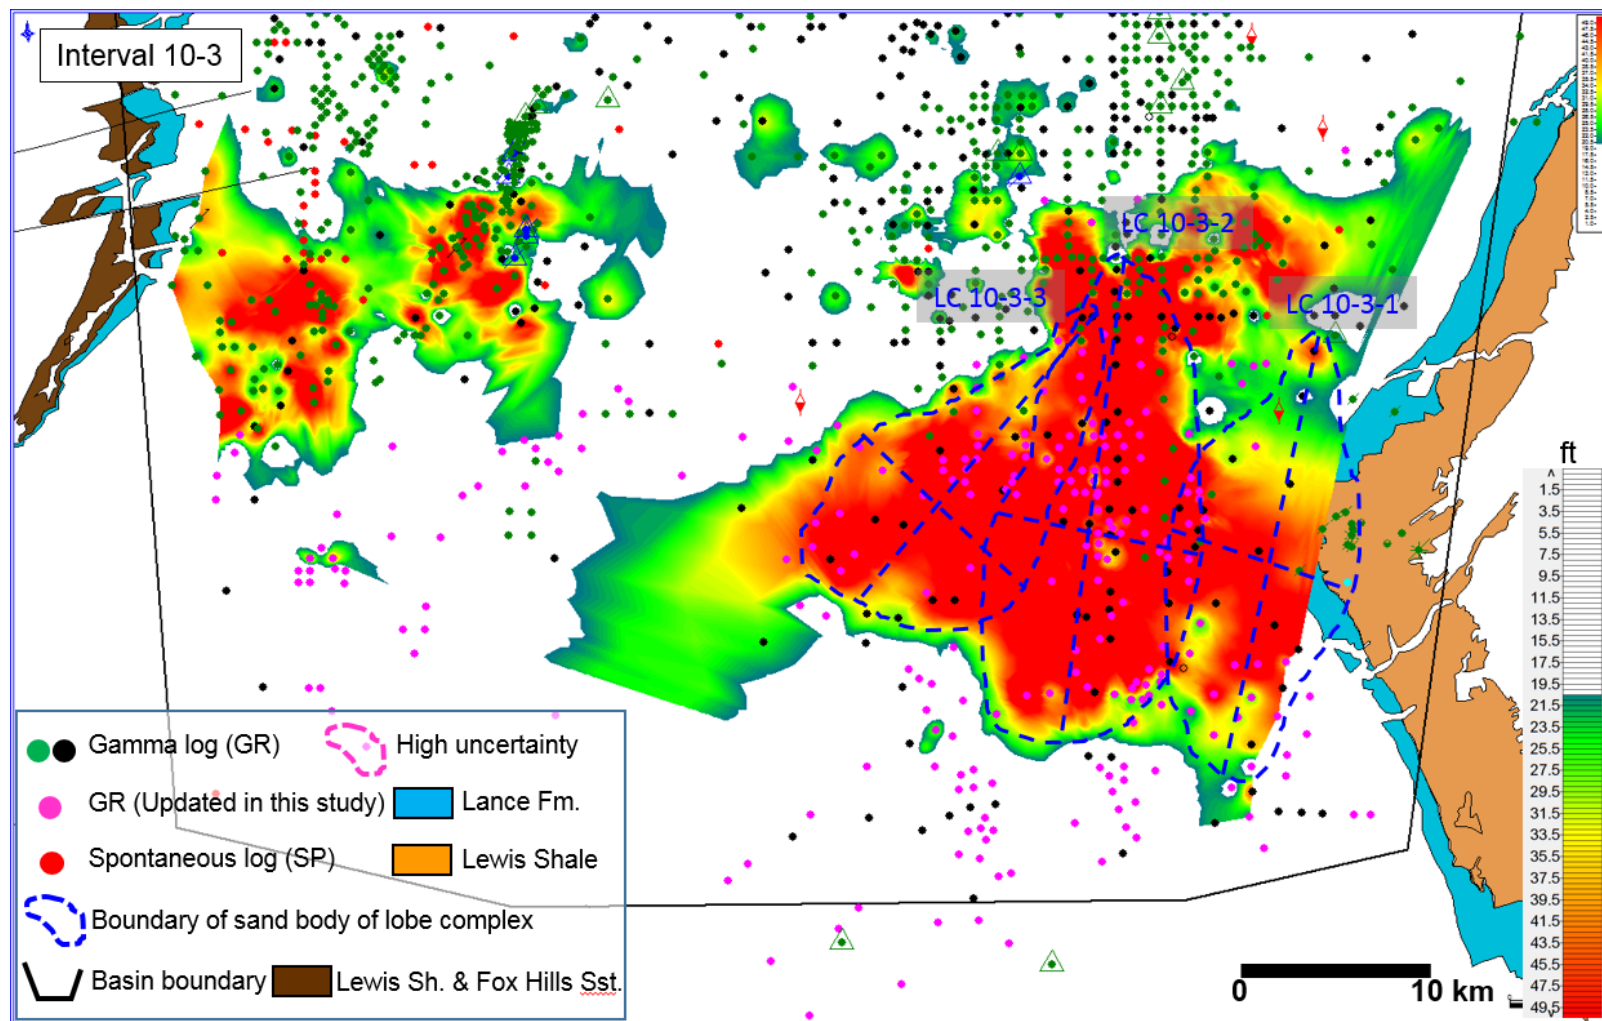 Interval 10-3
LC 10-3-2
LC 10-3-3
LC 10-3-1
ft
1.5
3.5
5.5
7.5
9.5
11.5
13.5
15.5
17.5
19.5
21.5
23.5
25.5
27.5
29.5
31.5
33.5
35.5
37.5
39.5
41.5
43.5
45.5
47.5
49.5
Gamma log (GR)
High uncertainty
GR (Updated in this study)
Lance Fm.
Spontaneous log (SP)
Lewis Shale
Boundary of sand body of lobe complex
Basin boundary
Lewis Sh. & Fox Hills Sst.
0 10 km